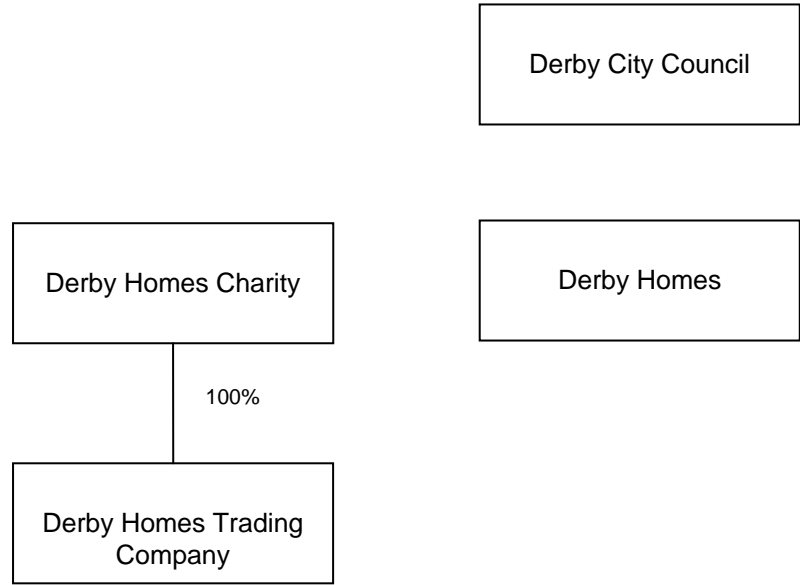 Derby City Council
Derby Homes Charity
Derby Homes
100%
Derby Homes Trading
Company